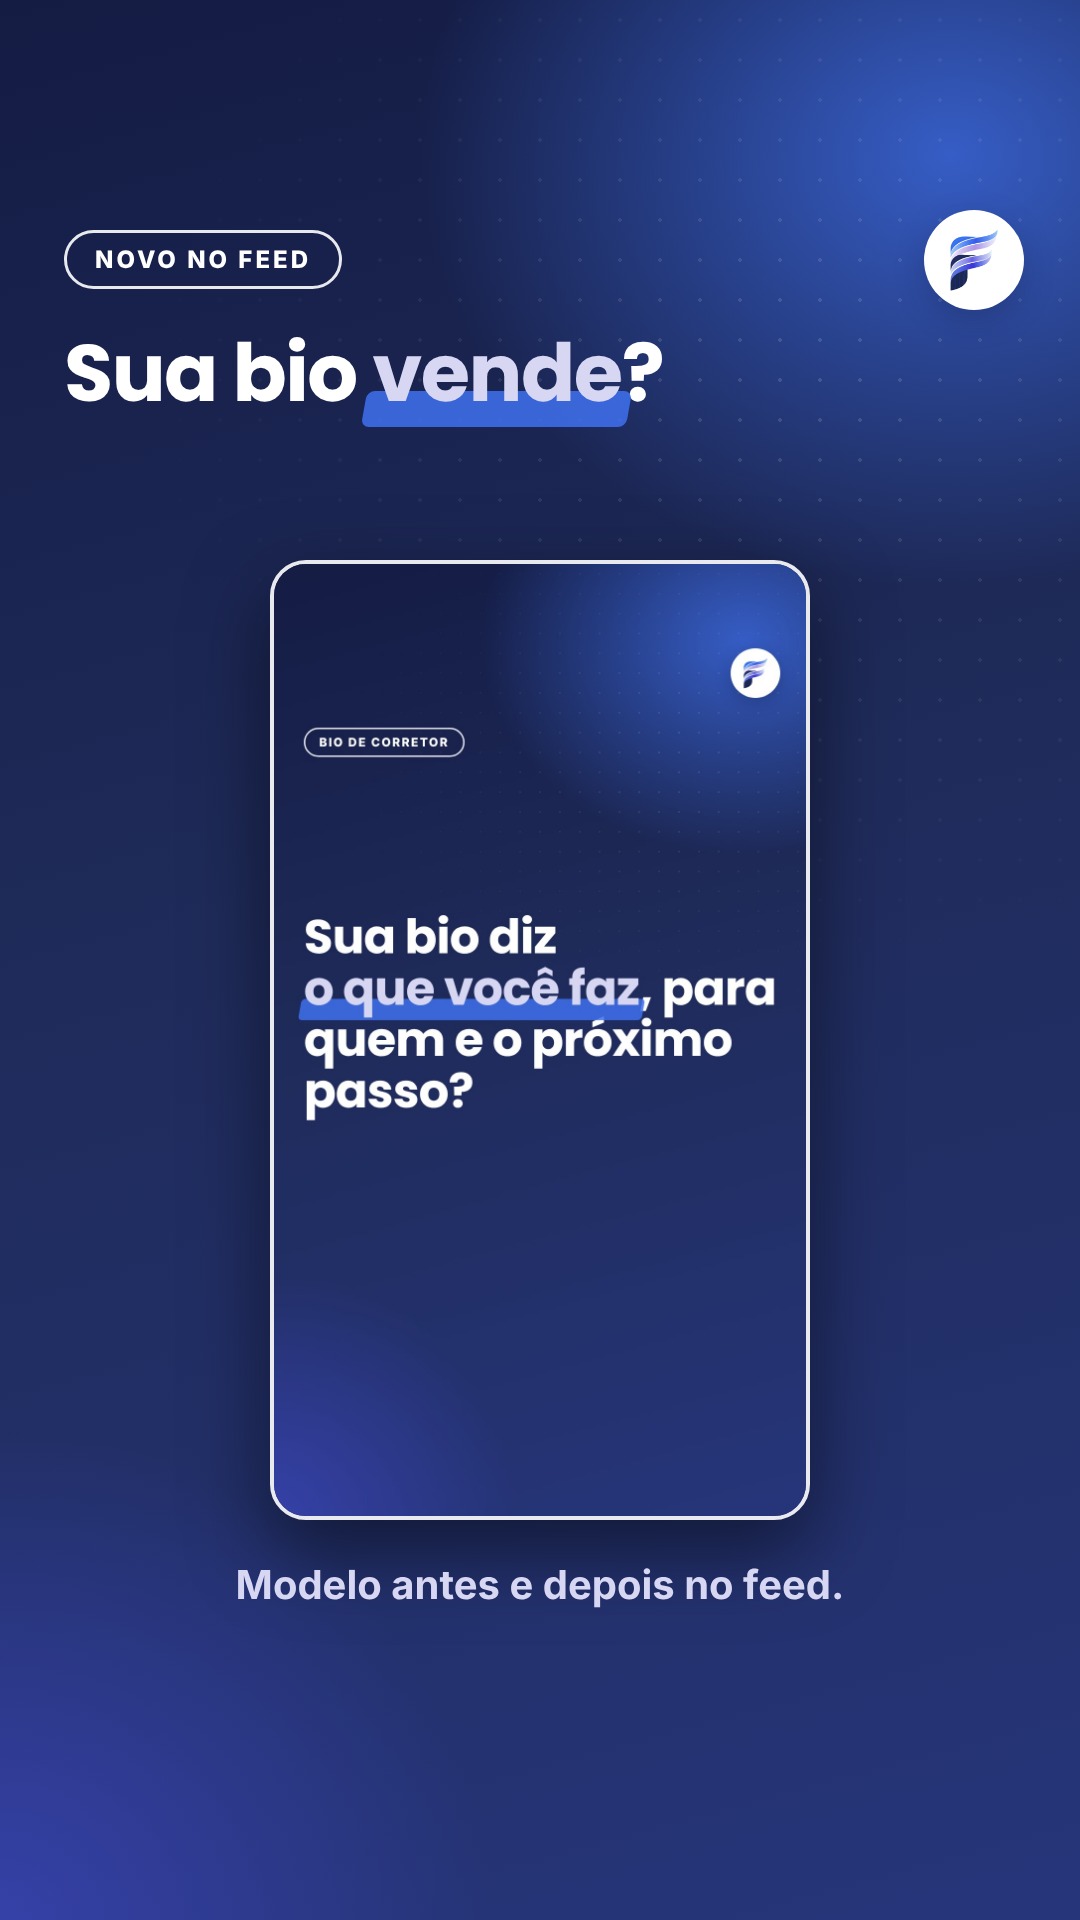 NOVO NO FEED
Sua bio vende?
BIO DE CORRETOR
Sua bio diz
o que você faz, para
quem e o próximo
passo?
Modelo antes e depois no feed.